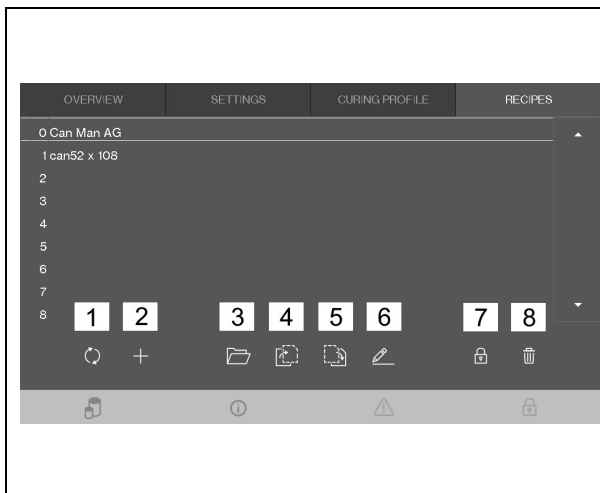 OVERVIEW SETTINGS CURING PROFILE RECIPES
0 Can Man AG
1 can52 x 108
2
3
4
5
6
7
8
1 2 3 4 5 6 7 8